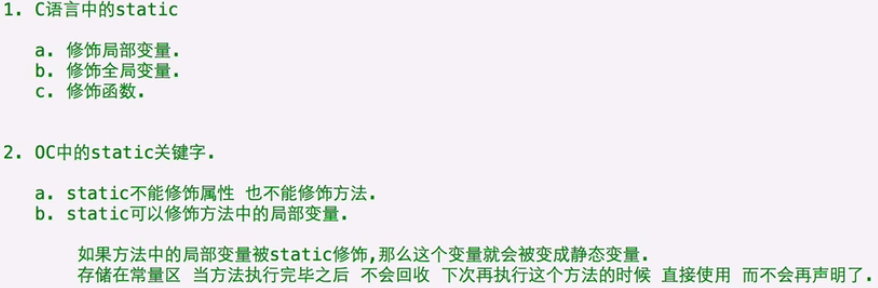 1. C语言中的static
a. 修饰局部变量.
b. 修饰全局变量.
c. 修饰函数.
2. OC中的static关键字.
a. static不能修饰属性 也不能修饰方法.
b. static可以修饰方法中的局部变量.
如果方法中的局部变量被static修饰,那么这个变量就会被变成静态变量.
存储在常量区 当方法执行完毕之后 不会回收 下次再执行这个方法的时候 直接使用 而不会再声明了.